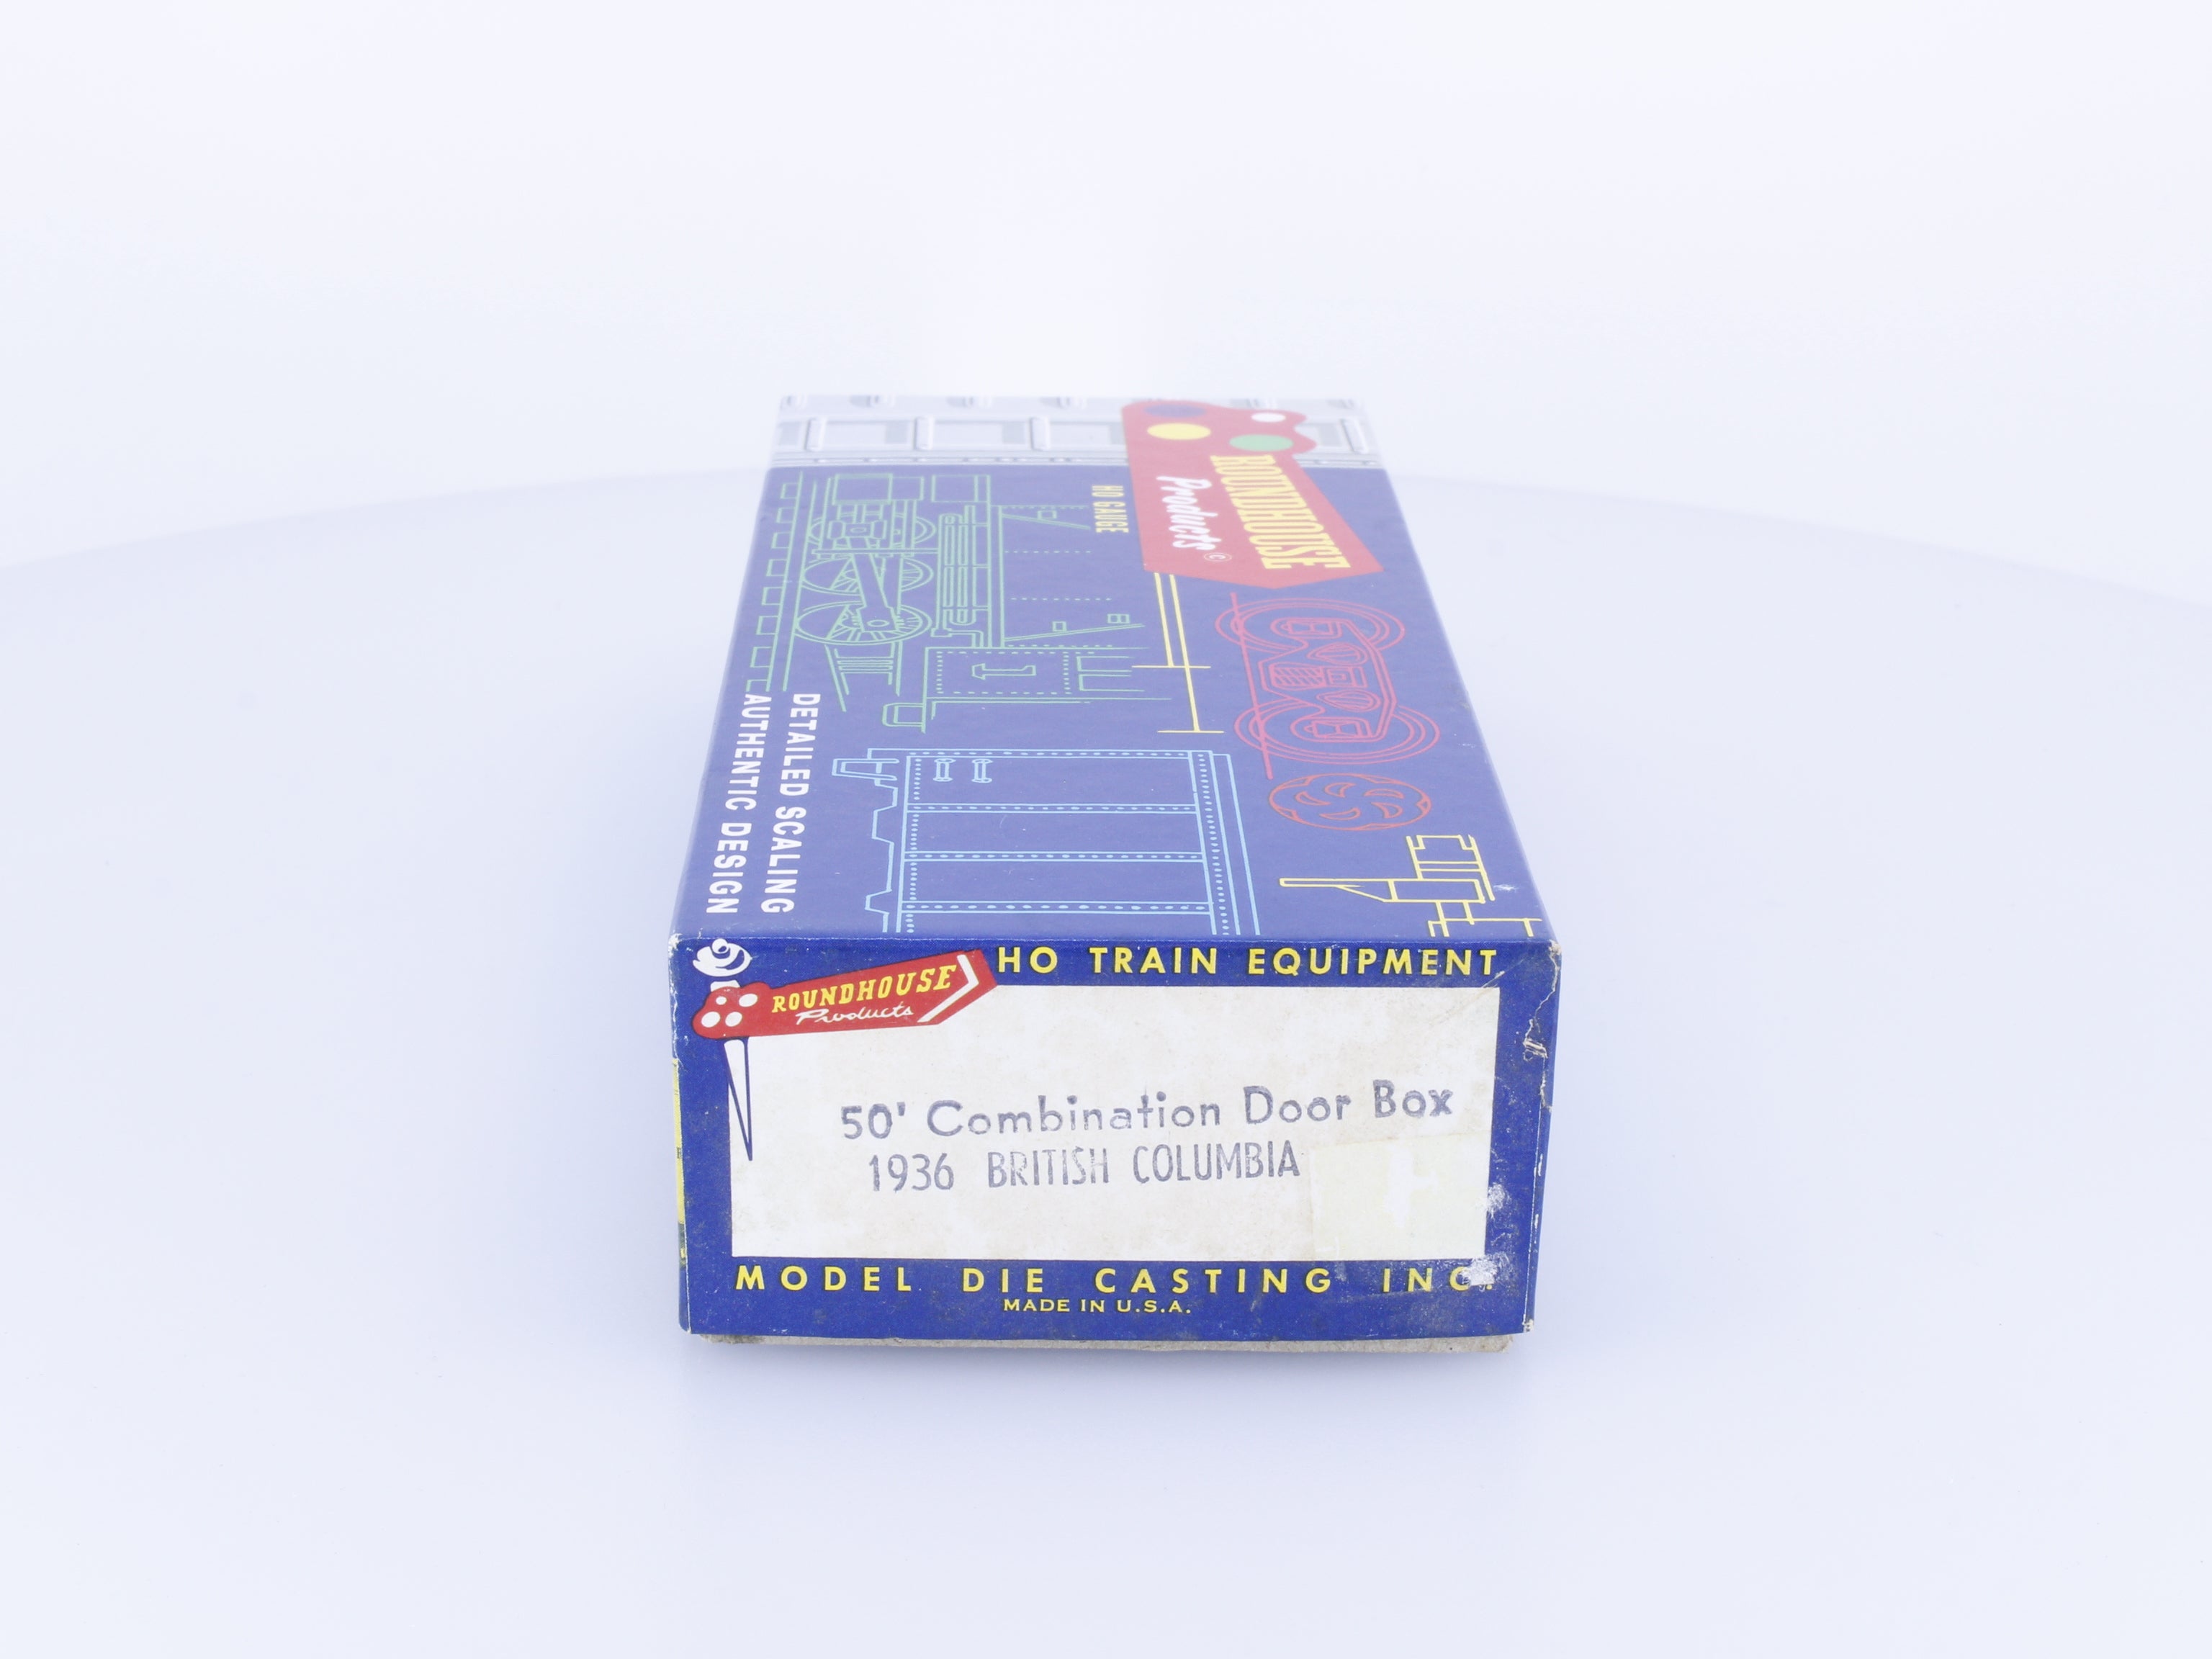 ROUNDHOUSE
Products ©
HO GAUGE
DETAILED SCALING
AUTHENTIC DESIGN
HO TRAIN EQUIPMENT
ROUNDHOUSE
Products
50' Combination Door Box
1936 BRITISH COLUMBIA
MODEL DIE CASTING INC.
MADE IN U.S.A.